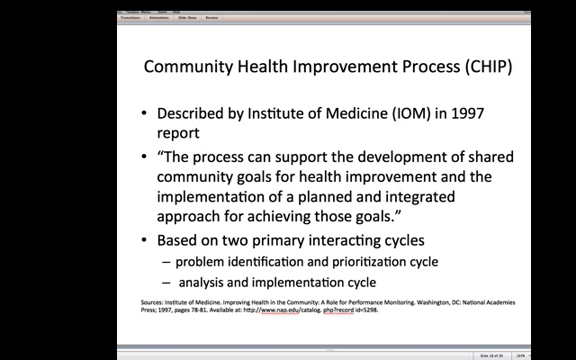 Transitions Animations Slide Show Review
Community Health Improvement Process (CHIP)
• Described by Institute of Medicine (IOM) in 1997
report
• “The process can support the development of shared
community goals for health improvement and the
implementation of a planned and integrated
approach for achieving those goals.”
• Based on two primary interacting cycles
– problem identification and prioritization cycle
– analysis and implementation cycle
Sources: Institute of Medicine. Improving Health in the Community: A Role for Performance Monitoring. Washington, DC: National Academies
Press; 1997, pages 78-81. Available at: http://www.nap.edu/catalog. php?record id=5298.